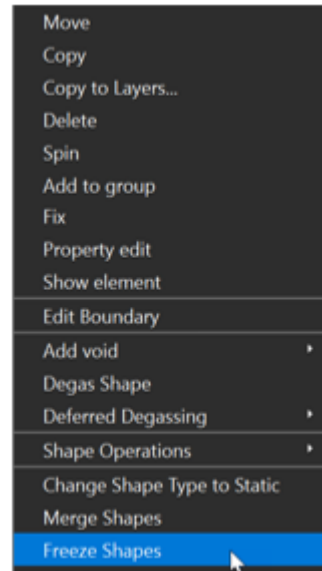 Move
Copy
Copy to Layers...
Delete
Spin
Add to group
Fix
Property edit
Show element
Edit Boundary
Add void
Degas Shape
Deferred Degassing
Shape Operations
Change Shape Type to Static
Merge Shapes
Freeze Shapes